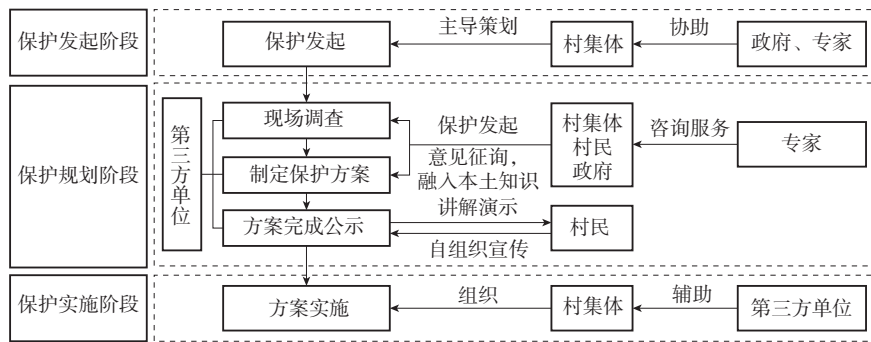 保护发起阶段
保护发起
主导策划
村集体
协助
政府、专家
保护规划阶段
第三方单位
现场调查
制定保护方案
方案完成公示
保护发起
意见征询，
融入本土知识
讲解演示
自组织宣传
村集体
村民
政府
咨询服务
专家
村民
保护实施阶段
方案实施
组织
村集体
辅助
第三方单位